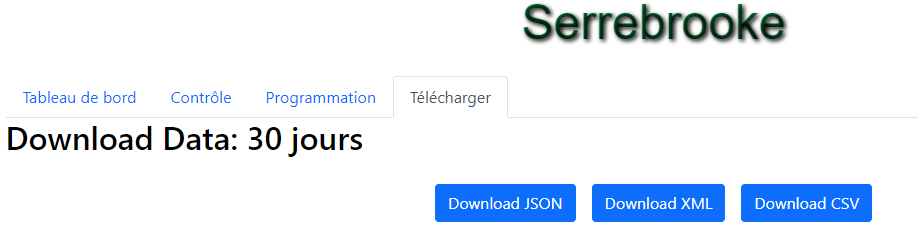 Serrebrooke
Tableau de bord Contrôle Programmation Télécharger
Download Data: 30 jours
Download JSON Download XML Download CSV